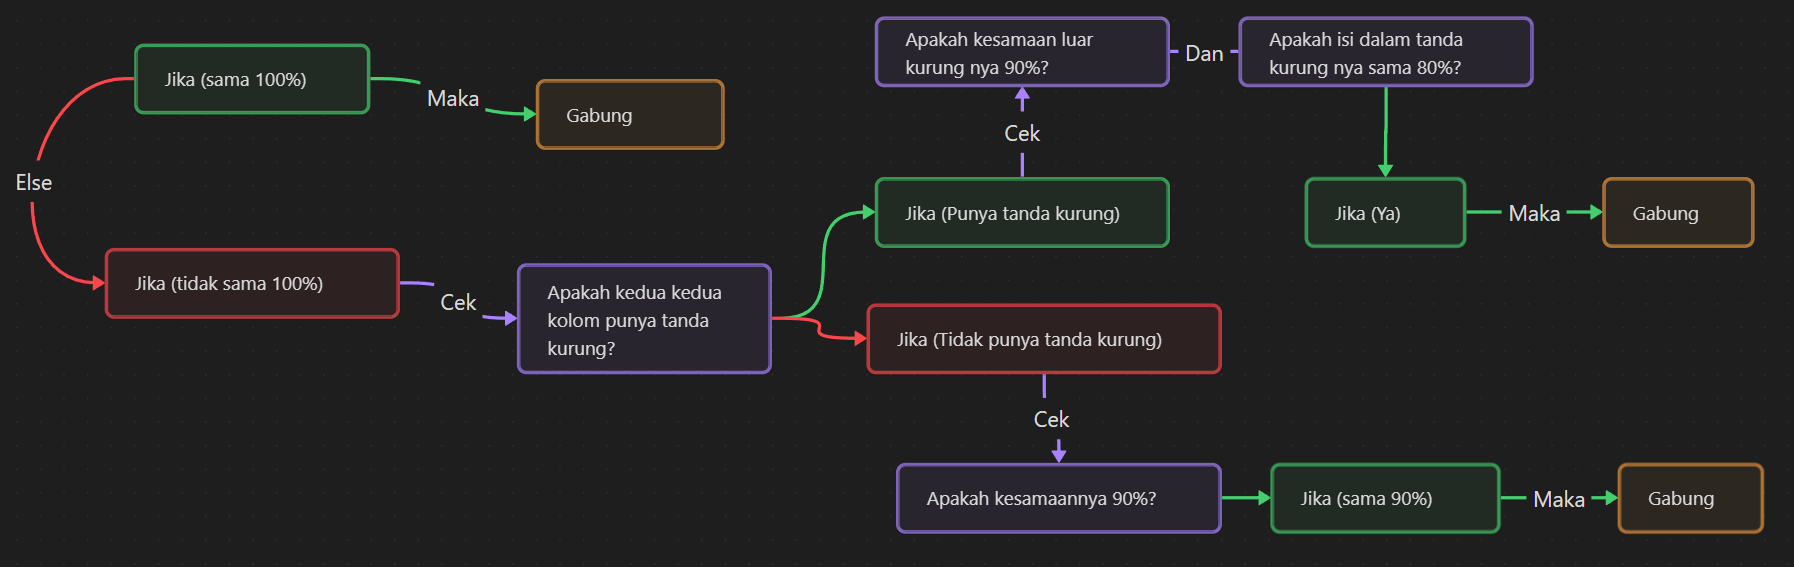 Jika (sama 100%)
Maka
Gabung
Else
Jika (tidak sama 100%)
Cek
Apakah kedua kedua
kolom punya tanda
kurung?
Jika (Punya tanda kurung)
Cek
Apakah kesamaan luar
kurung nya 90%?
Dan
Apakah isi dalam tanda
kurung nya sama 80%?
Jika (Ya)
Maka
Gabung
Jika (Tidak punya tanda kurung)
Cek
Apakah kesamaannya 90%?
Jika (sama 90%)
Maka
Gabung